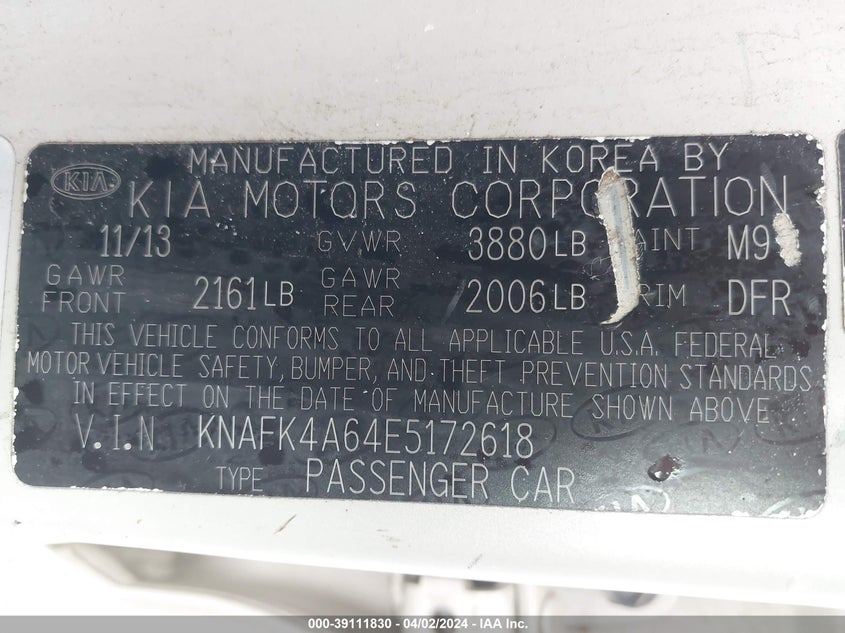 MANUFACTURED IN KOREA BY
KIA KIA MOTORS CORPORATION
11/13 GVWR 3880LB M9
GAWR FRONT 2161LB GAWR REAR 2006LB DFR
THIS VEHICLE CONFORMS TO ALL APPLICABLE U.S.A. FEDERAL
MOTOR VEHICLE SAFETY, BUMPER, AND THEFT PREVENTION STANDARDS
IN EFFECT ON THE DATE OF MANUFACTURE SHOWN ABOVE
V.I.N KNAFK4A64E5172618
TYPE PASSENGER CAR
000-39111830 - 04/02/2024 - IAA, Inc.